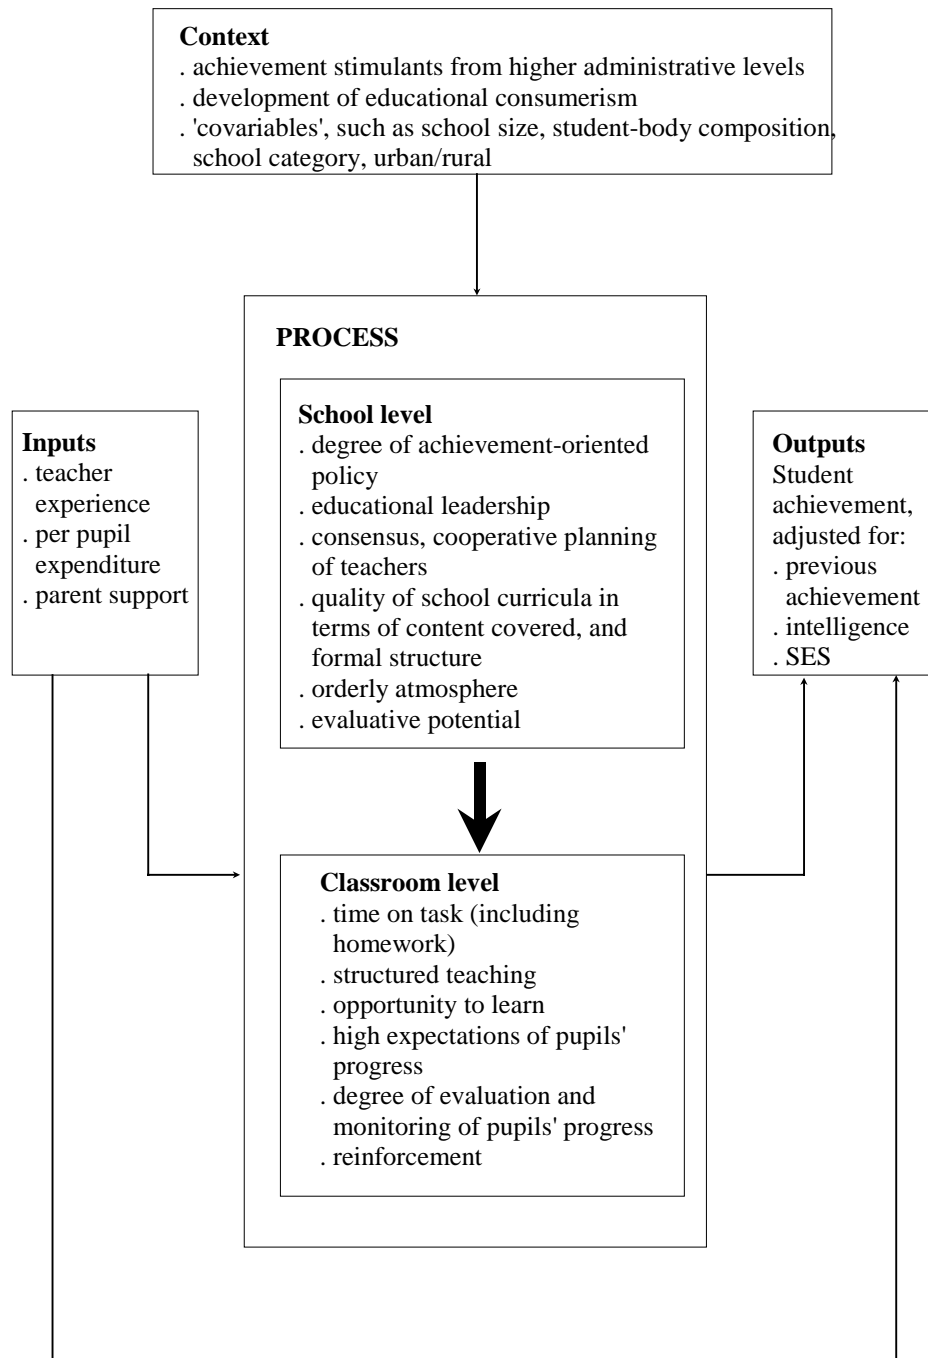 Context
. achievement stimulants from higher administrative levels
. development of educational consumerism
. 'covariables', such as school size, student-body composition,
school category, urban/rural
PROCESS
School level
. degree of achievement-oriented
policy
. educational leadership
. consensus, cooperative planning
of teachers
. quality of school curricula in
terms of content covered, and
formal structure
. orderly atmosphere
. evaluative potential
Inputs
. teacher
experience
. per pupil
expenditure
. parent support
Outputs
Student
achievement,
adjusted for:
. previous
achievement
. intelligence
. SES
Classroom level
. time on task (including
homework)
. structured teaching
. opportunity to learn
. high expectations of pupils'
progress
. degree of evaluation and
monitoring of pupils' progress
. reinforcement